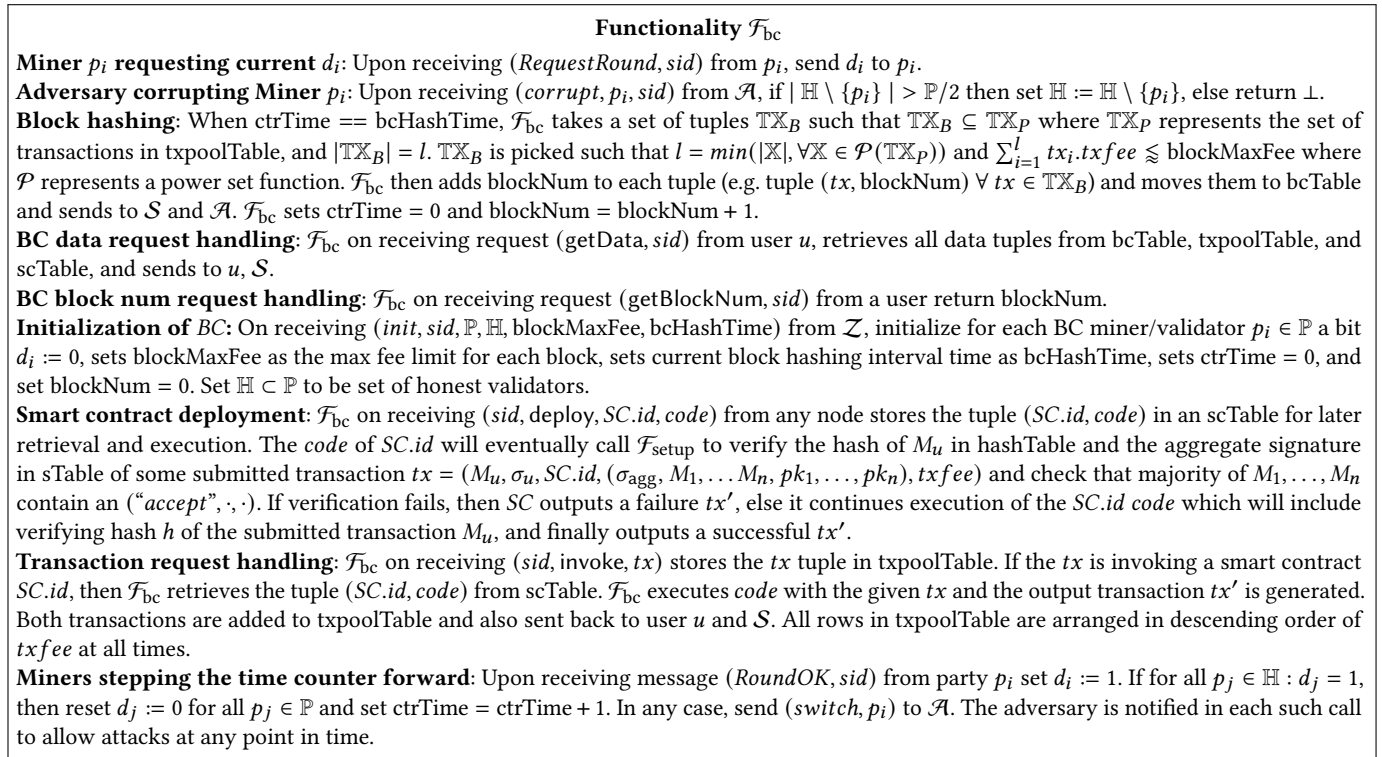 Functionality ℱbc
Miner pᵢ requesting current dᵢ: Upon receiving (RequestRound, sid) from pᵢ, send dᵢ to pᵢ.
Adversary corrupting Miner pᵢ: Upon receiving (corrupt, pᵢ, sid) from 𝒜, if | ℍ \ {pᵢ} | > ℙ/2 then set ℍ := ℍ \ {pᵢ}, else return ⊥.
Block hashing: When ctrTime == bcHashTime, ℱbc takes a set of tuples 𝕋𝕏_B such that 𝕋𝕏_B ⊆ 𝕋𝕏_P where 𝕋𝕏_P represents the set of
transactions in txpoolTable, and |𝕋𝕏_B| = l. 𝕋𝕏_B is picked such that l = min(|𝕏|, ∀𝕏 ∈ 𝒫(𝕋𝕏_P)) and ∑ˡᵢ₌₁ txᵢ.txfee ⪅ blockMaxFee where
𝒫 represents a power set function. ℱbc then adds blockNum to each tuple (e.g. tuple (tx, blockNum) ∀ tx ∈ 𝕋𝕏_B) and moves them to bcTable
and sends to 𝒮 and 𝒜. ℱbc sets ctrTime = 0 and blockNum = blockNum + 1.
BC data request handling: ℱbc on receiving request (getData, sid) from user u, retrieves all data tuples from bcTable, txpoolTable, and
scTable, and sends to u, 𝒮.
BC block num request handling: ℱbc on receiving request (getBlockNum, sid) from a user return blockNum.
Initialization of BC: On receiving (init, sid, ℙ, ℍ, blockMaxFee, bcHashTime) from 𝒵, initialize for each BC miner/validator pᵢ ∈ ℙ a bit
dᵢ := 0, sets blockMaxFee as the max fee limit for each block, sets current block hashing interval time as bcHashTime, sets ctrTime = 0, and
set blockNum = 0. Set ℍ ⊂ ℙ to be set of honest validators.
Smart contract deployment: ℱbc on receiving (sid, deploy, SC.id, code) from any node stores the tuple (SC.id, code) in an scTable for later
retrieval and execution. The code of SC.id will eventually call ℱsetup to verify the hash of Mᵤ in hashTable and the aggregate signature
in sTable of some submitted transaction tx = (Mᵤ, σᵤ, SC.id, (σagg, M₁, . . . Mₙ, pk₁, . . . , pkₙ), txfee) and check that majority of M₁, . . . , Mₙ
contain an (“accept”, ·, ·). If verification fails, then SC outputs a failure tx′, else it continues execution of the SC.id code which will include
verifying hash h of the submitted transaction Mᵤ, and finally outputs a successful tx′.
Transaction request handling: ℱbc on receiving (sid, invoke, tx) stores the tx tuple in txpoolTable. If the tx is invoking a smart contract
SC.id, then ℱbc retrieves the tuple (SC.id, code) from scTable. ℱbc executes code with the given tx and the output transaction tx′ is generated.
Both transactions are added to txpoolTable and also sent back to user u and 𝒮. All rows in txpoolTable are arranged in descending order of
txfee at all times.
Miners stepping the time counter forward: Upon receiving message (RoundOK, sid) from party pᵢ set dᵢ := 1. If for all pⱼ ∈ ℍ : dⱼ = 1,
then reset dⱼ := 0 for all pⱼ ∈ ℙ and set ctrTime = ctrTime + 1. In any case, send (switch, pᵢ) to 𝒜. The adversary is notified in each such call
to allow attacks at any point in time.